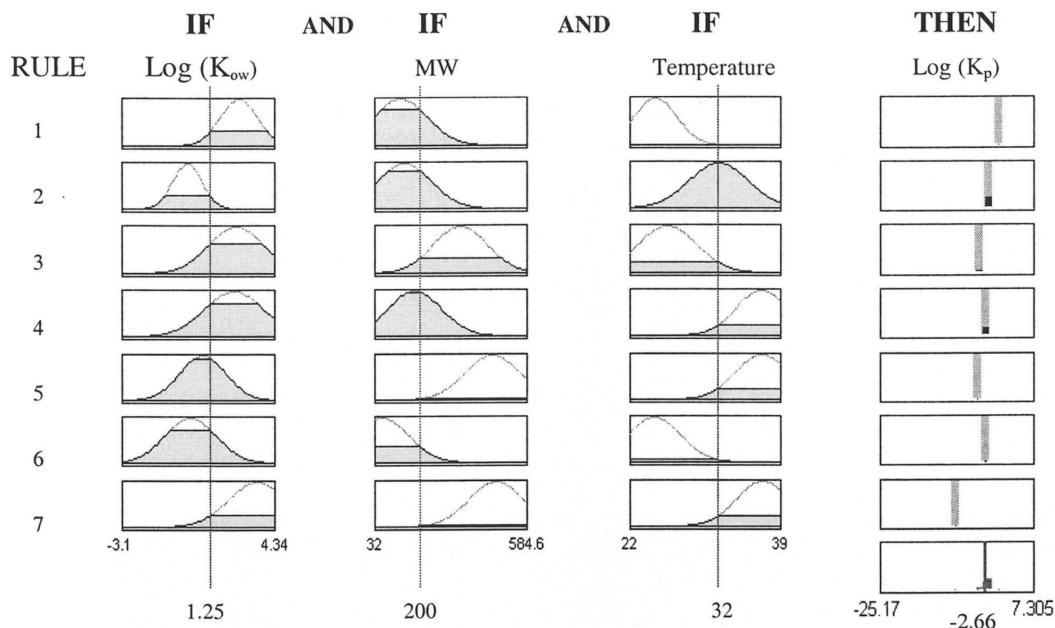 IF AND IF AND IF THEN
RULE Log (Kow) MW Temperature Log (Kp)
1
2
3
4
5
6
7
-3.1 4.34 32 584.6 22 39
-25.17 7.305
1.25 200 32 -2.66